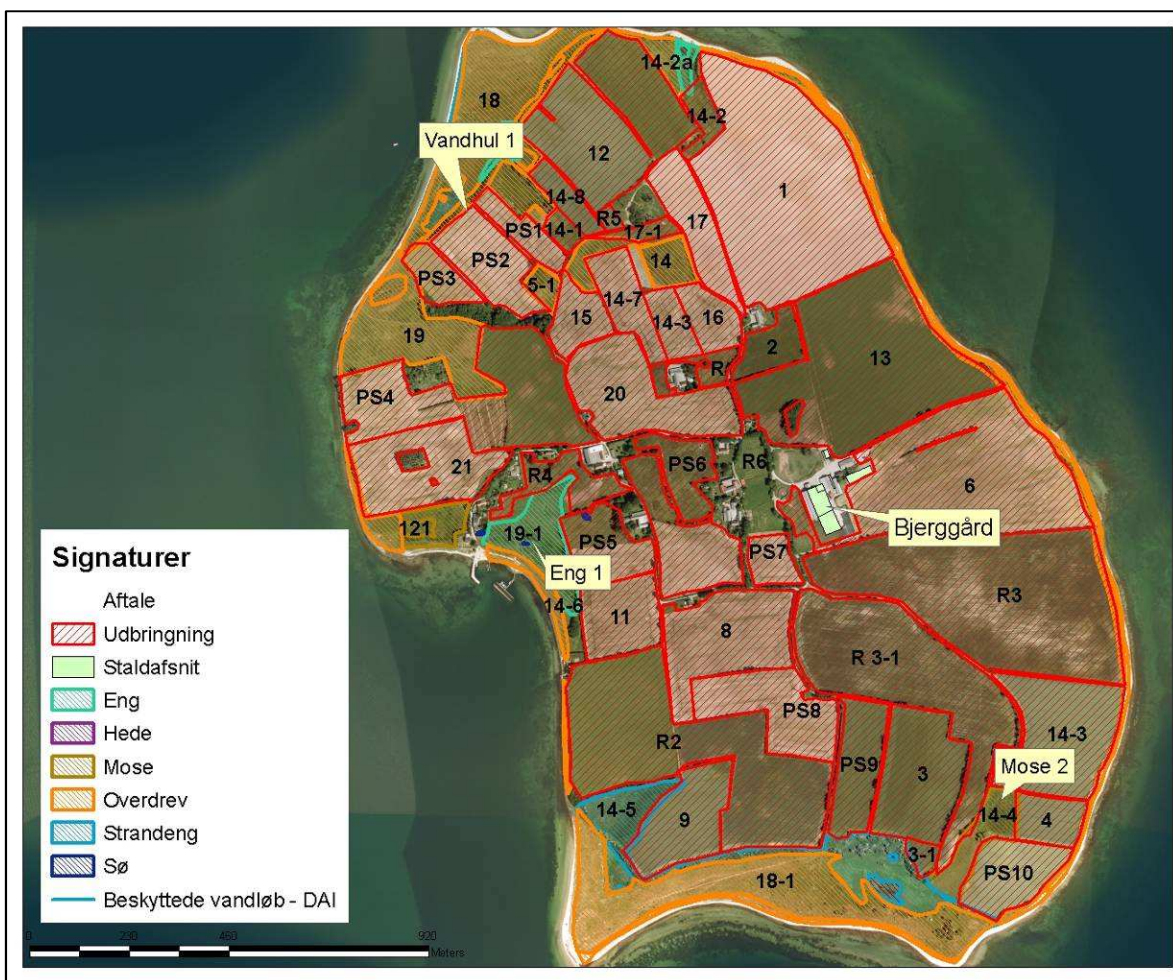 14-2a
18
14-2
Vandhul 1
12
1
14-8
R5
17
PS1
14-1
17-1
PS2
14
PS3
5-1
14-7
15
14-3
16
19
2
13
R
PS4
20
PS6
R6
21
R4
6
121
19-1
PS5
Bjerggård
Eng 1
PS7
14-6
R3
11
8
R 3-1
PS8
R2
14-3
PS9
3
Mose 2
14-5
9
14-4
4
3-1
PS10
18-1
Signaturer
Aftale
Udbringning
Staldafsnit
Eng
Hede
Mose
Overdrev
Strandeng
Sø
Beskyttede vandløb - DAI
0 230 460 920
Meters